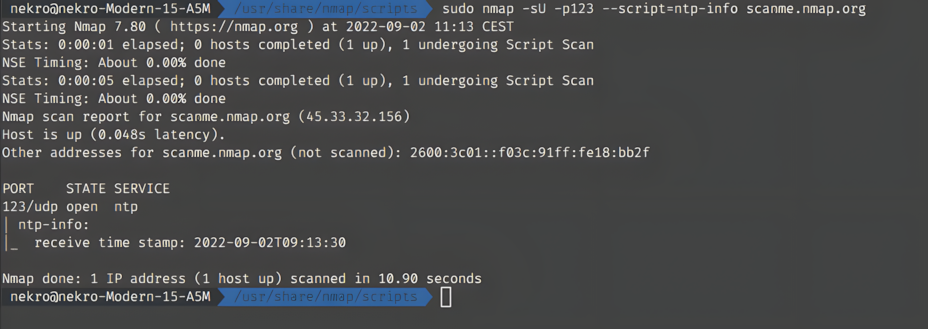 nekro@nekro-Modern-15-A5M /usr/share/nmap/scripts sudo nmap -sU -p123 --script=ntp-info scanme.nmap.org
Starting Nmap 7.80 ( https://nmap.org ) at 2022-09-02 11:13 CEST
Stats: 0:00:01 elapsed; 0 hosts completed (1 up), 1 undergoing Script Scan
NSE Timing: About 0.00% done
Stats: 0:00:05 elapsed; 0 hosts completed (1 up), 1 undergoing Script Scan
NSE Timing: About 0.00% done
Nmap scan report for scanme.nmap.org (45.33.32.156)
Host is up (0.048s latency).
Other addresses for scanme.nmap.org (not scanned): 2600:3c01::f03c:91ff:fe18:bb2f
PORT    STATE SERVICE
123/udp open  ntp
| ntp-info:
|_  receive time stamp: 2022-09-02T09:13:30
Nmap done: 1 IP address (1 host up) scanned in 10.90 seconds
nekro@nekro-Modern-15-A5M /usr/share/nmap/scripts